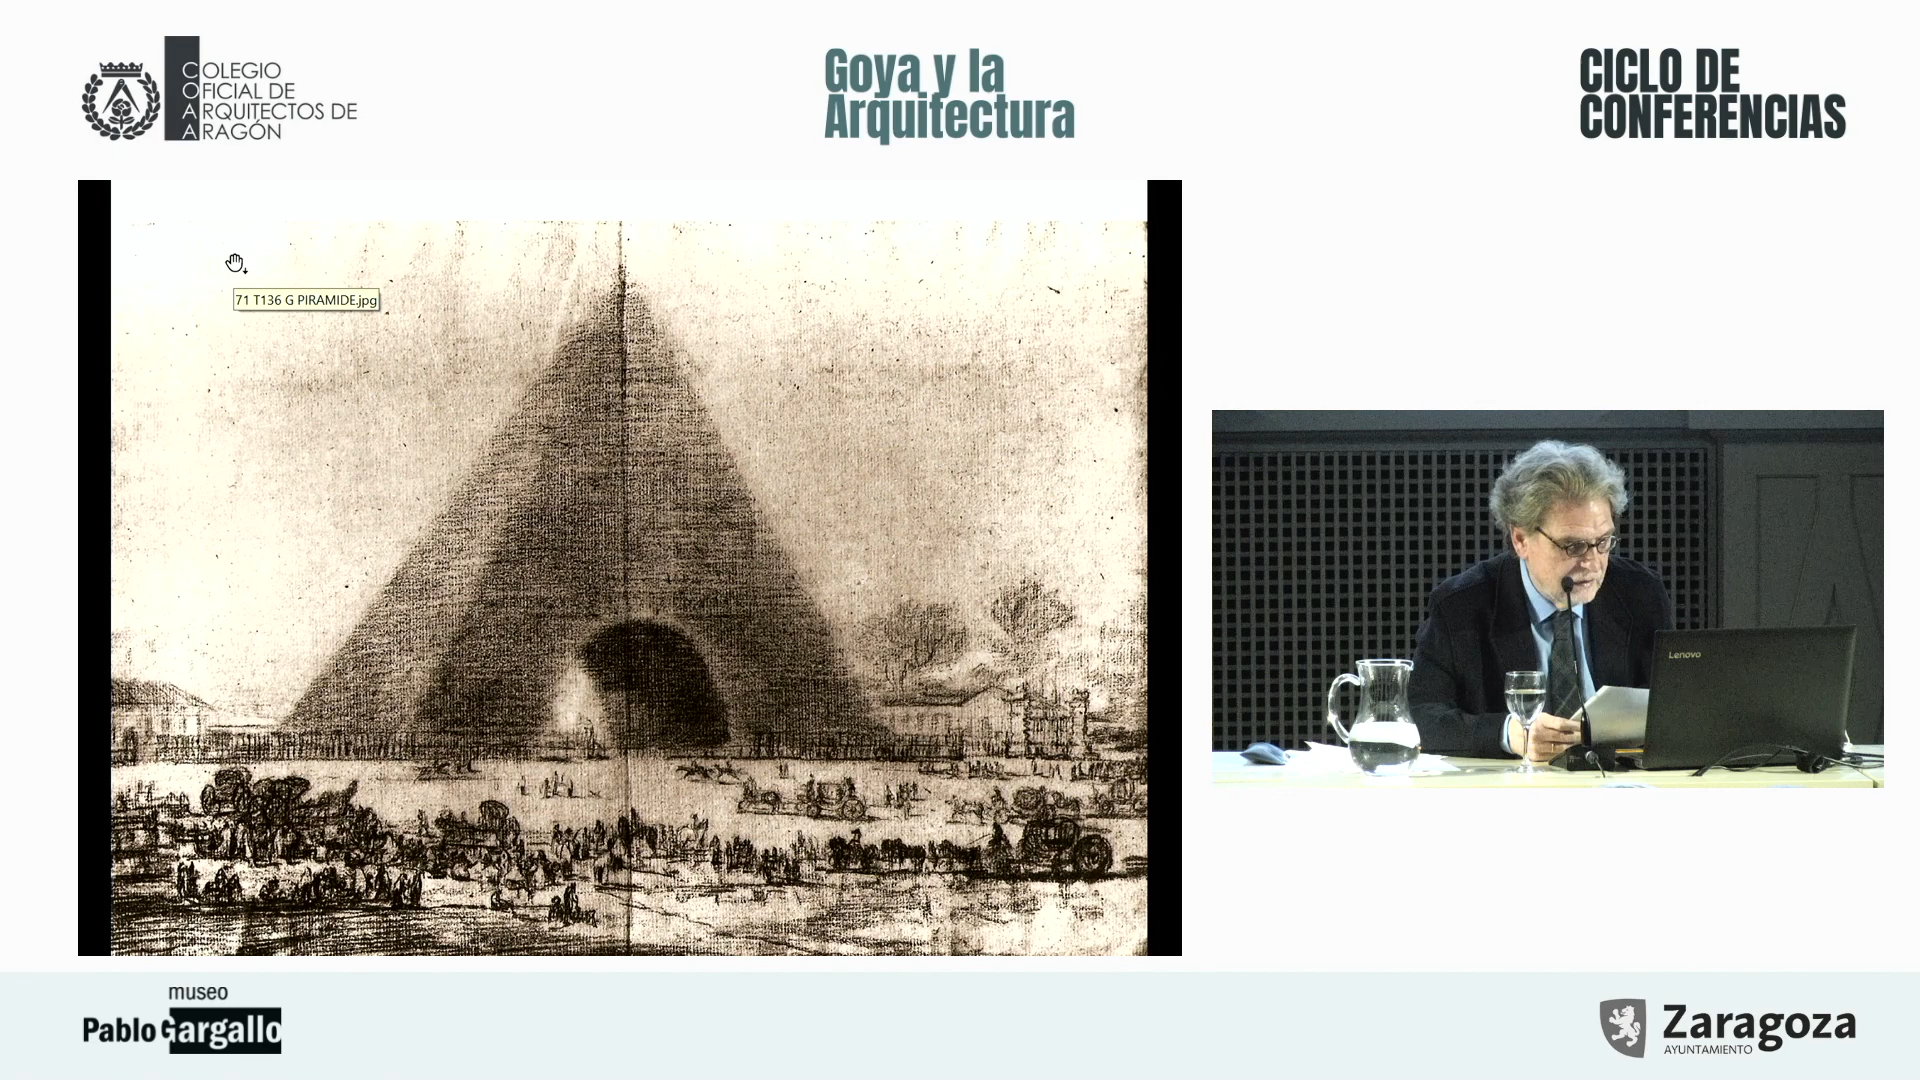 COLEGIO
OFICIAL DE
ARQUITECTOS DE
ARAGÓN
Goya y la
Arquitectura
CICLO DE
CONFERENCIAS
71 T136 G PIRAMIDE.jpg
Lenovo
museo
Pablo Gargallo
Zaragoza
AYUNTAMIENTO